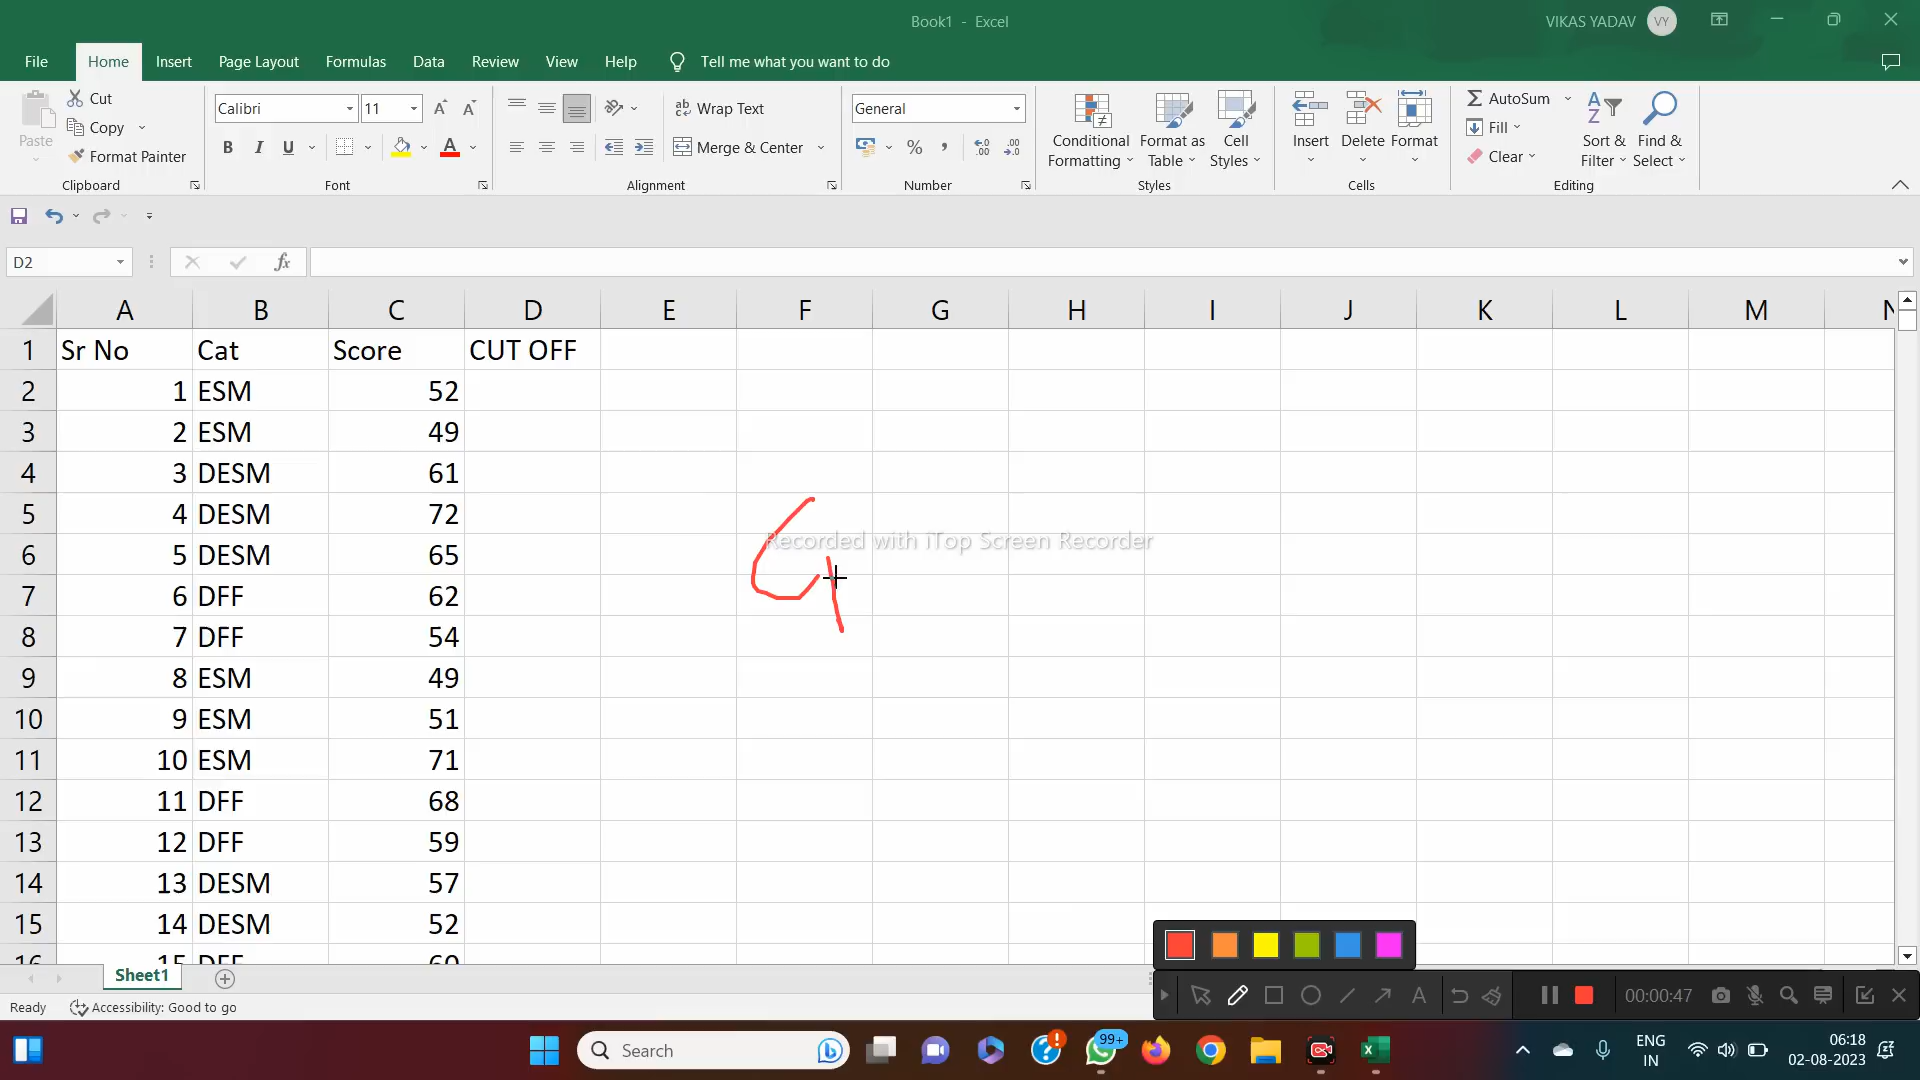 Book1 - Excel
VIKAS YADAV VY
File Home Insert Page Layout Formulas Data Review View Help Tell me what you want to do
Cut
Copy
Format Painter
Paste
Clipboard
Calibri 11 A A
B I U A
Font
ab Wrap Text
Merge & Center
Alignment
General
% ,
Number
Conditional Formatting
Format as Table
Cell Styles
Styles
Insert Delete Format
Cells
AutoSum
Fill
Clear
Sort & Filter
Find & Select
Editing
D2 fx
A B C D E F G H I J K L M N
1 Sr No Cat Score CUT OFF
2 1 ESM 52
3 2 ESM 49
4 3 DESM 61
5 4 DESM 72
6 5 DESM 65
7 6 DFF 62
8 7 DFF 54
9 8 ESM 49
10 9 ESM 51
11 10 ESM 71
12 11 DFF 68
13 12 DFF 59
14 13 DESM 57
15 14 DESM 52
16 15 DFF 60
Recorded with iTop Screen Recorder
Sheet1
Ready Accessibility: Good to go
A 00:00:47
Search 99+
ENG
IN
06:18
02-08-2023